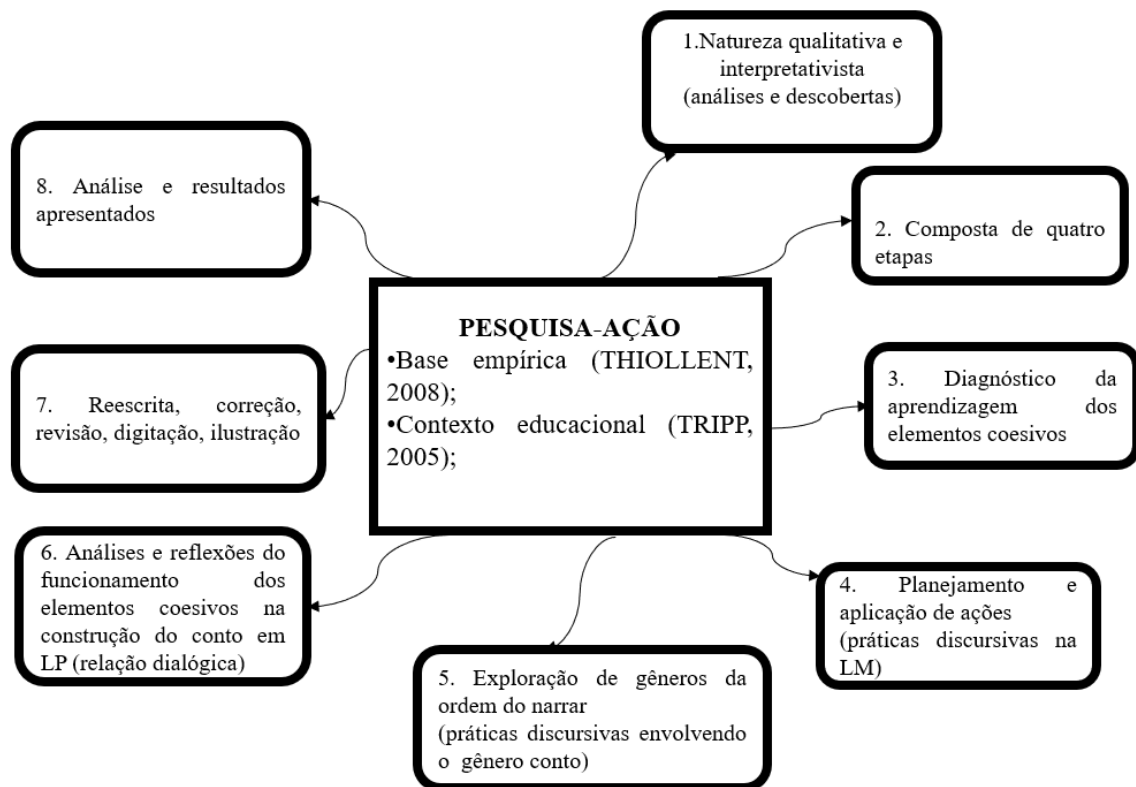 1.Natureza qualitativa e
interpretativista
(análises e descobertas)
2. Composta de quatro
etapas
3. Diagnóstico da
aprendizagem dos
elementos coesivos
4. Planejamento e
aplicação de ações
(práticas discursivas na
LM)
5. Exploração de gêneros da
ordem do narrar
(práticas discursivas envolvendo
o gênero conto)
6. Análises e reflexões do
funcionamento dos
elementos coesivos na
construção do conto em
LP (relação dialógica)
7. Reescrita, correção,
revisão, digitação, ilustração
8. Análise e resultados
apresentados
PESQUISA-AÇÃO
•Base empírica (THIOLLENT,
2008);
•Contexto educacional (TRIPP,
2005);